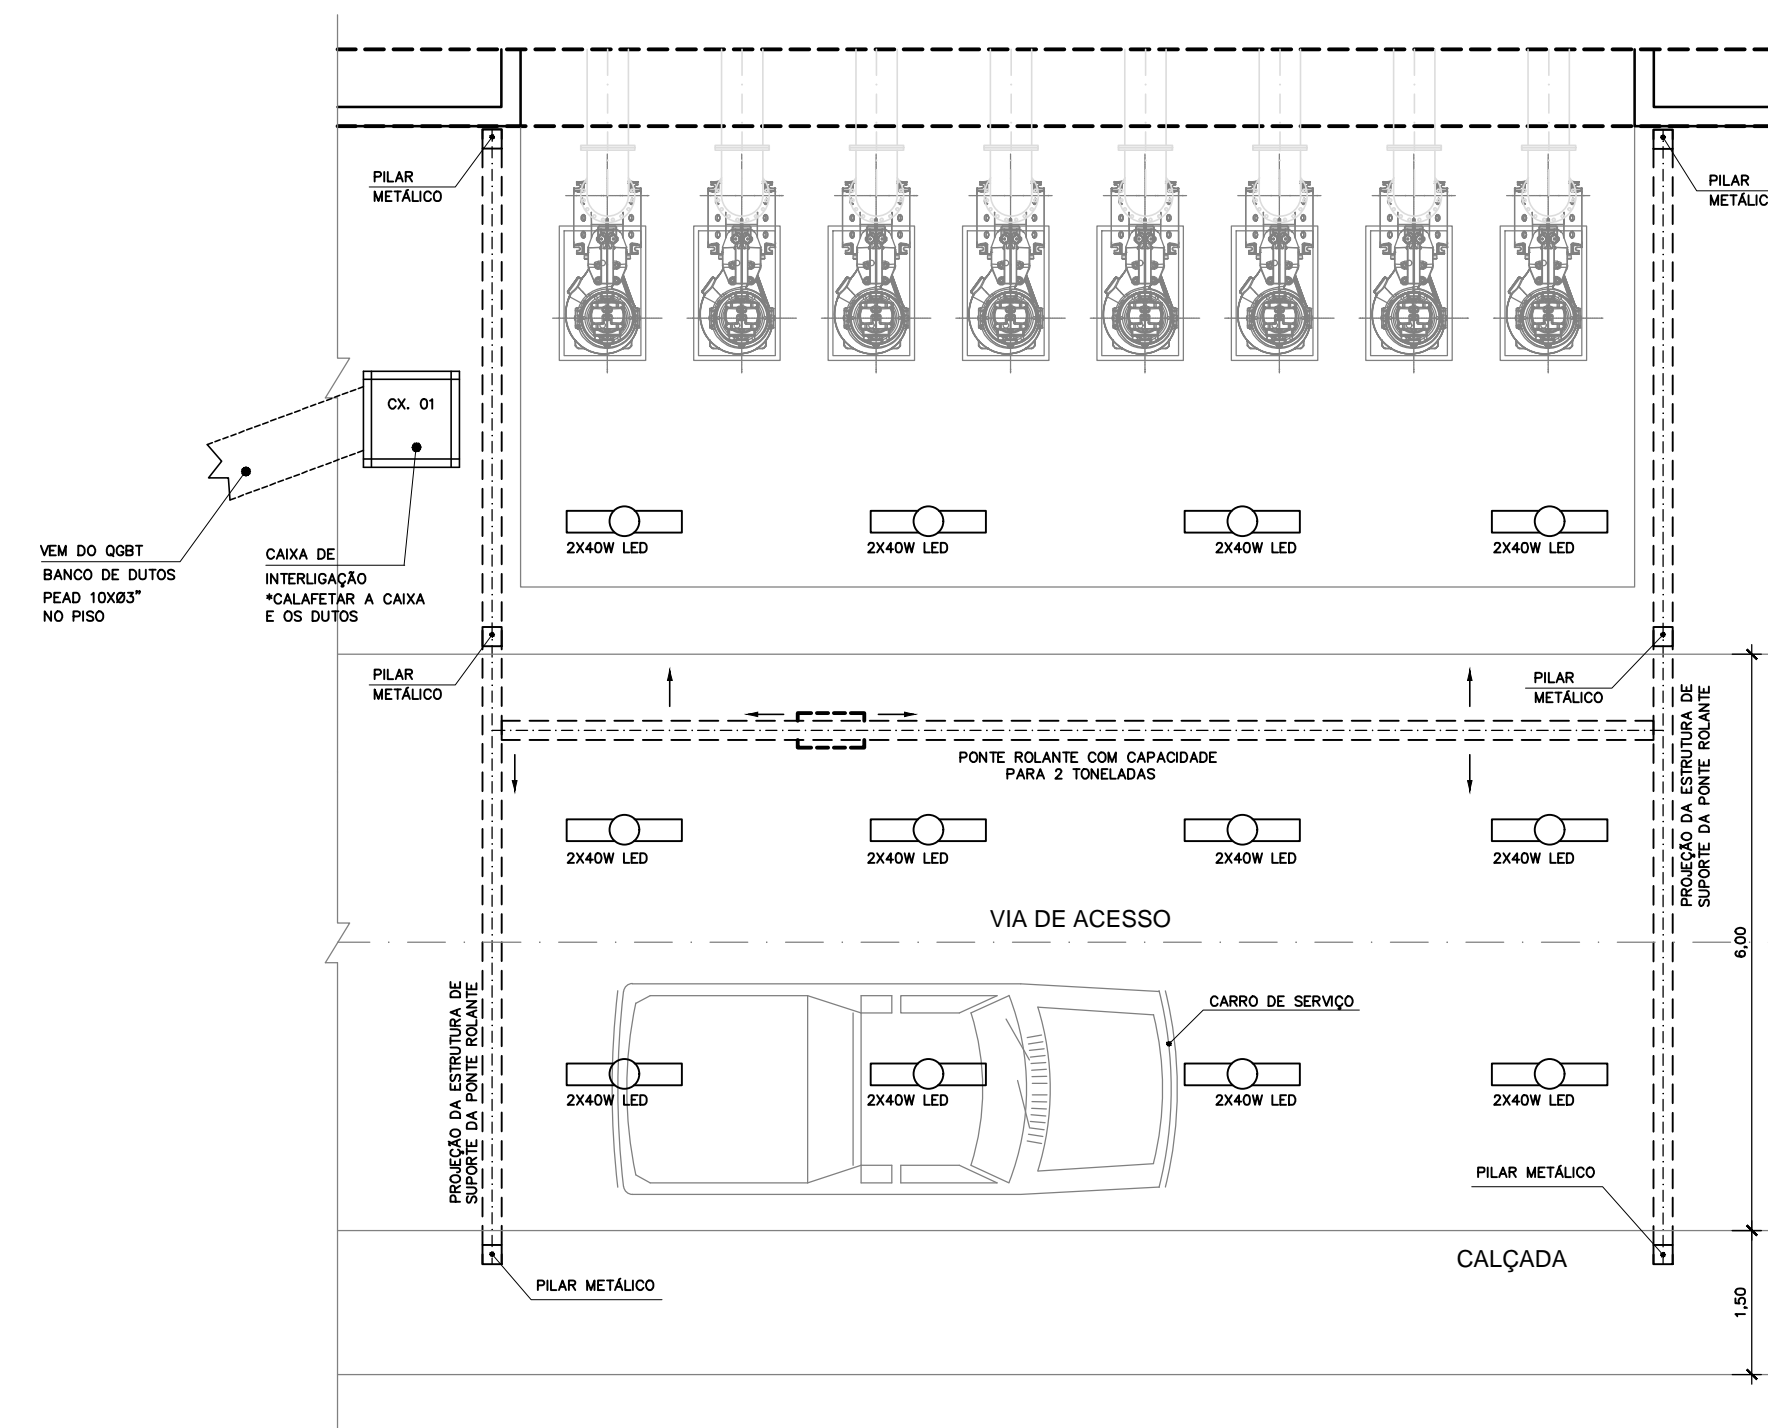 PILAR
METÁLICO
PILAR
METÁLIC
CX. 01
VEM DO QGBT
BANCO DE DUTOS
PEAD 10XØ3"
NO PISO
CAIXA DE
INTERLIGAÇÃO
*CALAFETAR A CAIXA
E OS DUTOS
2X40W LED
2X40W LED
2X40W LED
2X40W LED
PILAR
METÁLICO
PILAR
METÁLICO
PROJEÇÃO DA ESTRUTURA DE
SUPORTE DA PONTE ROLANTE
PONTE ROLANTE COM CAPACIDADE
PARA 2 TONELADAS
2X40W LED
2X40W LED
2X40W LED
2X40W LED
VIA DE ACESSO
6,00
PROJEÇÃO DA ESTRUTURA DE
SUPORTE DA PONTE ROLANTE
CARRO DE SERVIÇO
2X40W LED
2X40W LED
2X40W LED
2X40W LED
PILAR METÁLICO
CALÇADA
PILAR METÁLICO
1,50